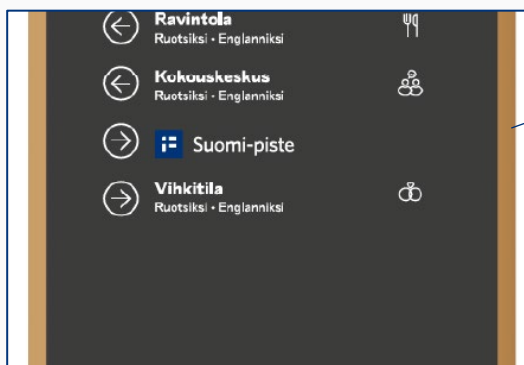 Ravintola
Ruotsiksi • Englanniksi
Kokouskeskus
Ruotsiksi • Englanniksi
Suomi-piste
Vihkitila
Ruotsiksi • Englanniksi